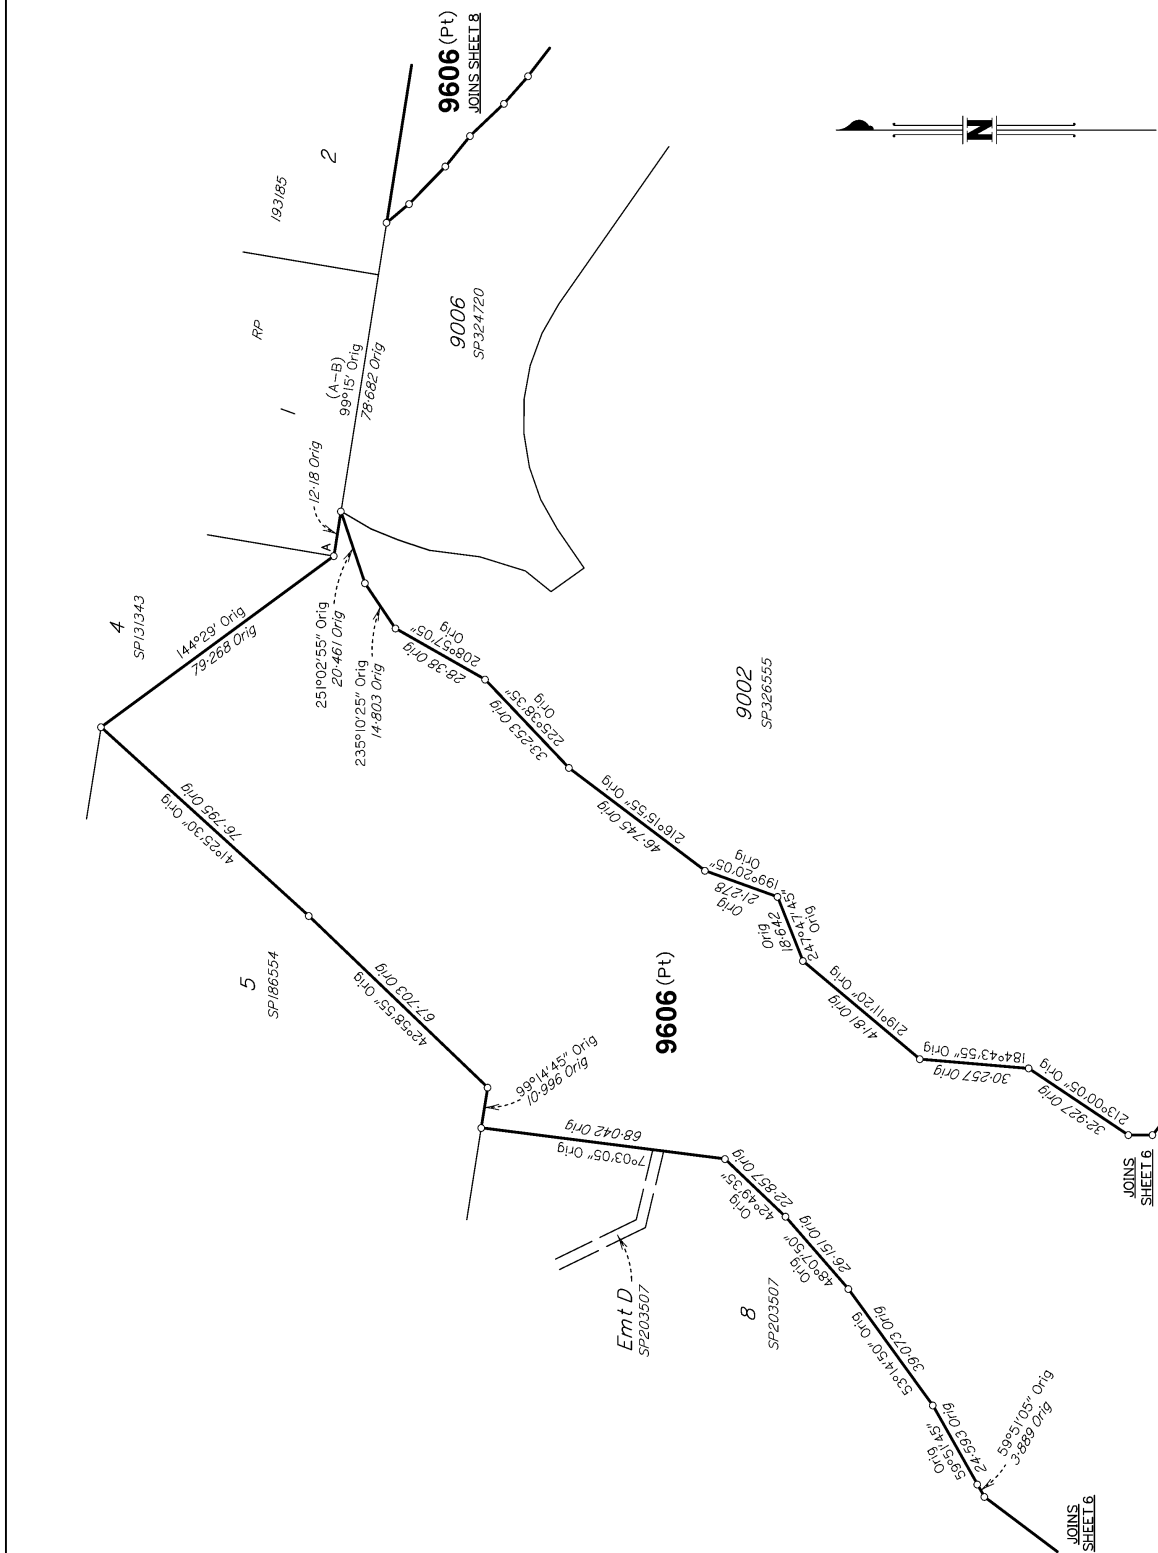 9606 (Pt)
JOINS SHEET 8
2
193185
RP
1
9006
SP324720
(A-B)
99°15' Orig
78·682 Orig
12·18 Orig
A
4
SP131343
144°29' Orig
79·268 Orig
251°02'55" Orig
20·461 Orig
235°10'25" Orig
14·803 Orig
208°57'05"
Orig
28·38 Orig
225°38'35"
Orig
33·253 Orig
9002
SP326555
216°15'55" Orig
46·745 Orig
199°20'05"
Orig
21·278
Orig
247°47'45"
Orig
18·642
Orig
219°11'20" Orig
41·81 Orig
184°43'55" Orig
30·257 Orig
213°00'05" Orig
32·927 Orig
JOINS
SHEET 6
41°25'30" Orig
76·795 Orig
5
SP186554
42°58'55" Orig
67·703 Orig
99°14'45" Orig
10·996 Orig
9606 (Pt)
7°03'05" Orig
68·042 Orig
Emt D
SP203507
8
SP203507
42°49'35"
Orig
22·857 Orig
48°07'50"
Orig
26·151 Orig
53°14'50" Orig
39·073 Orig
59°51'45"
Orig
24·593 Orig
59°51'05" Orig
3·889 Orig
JOINS
SHEET 6
N